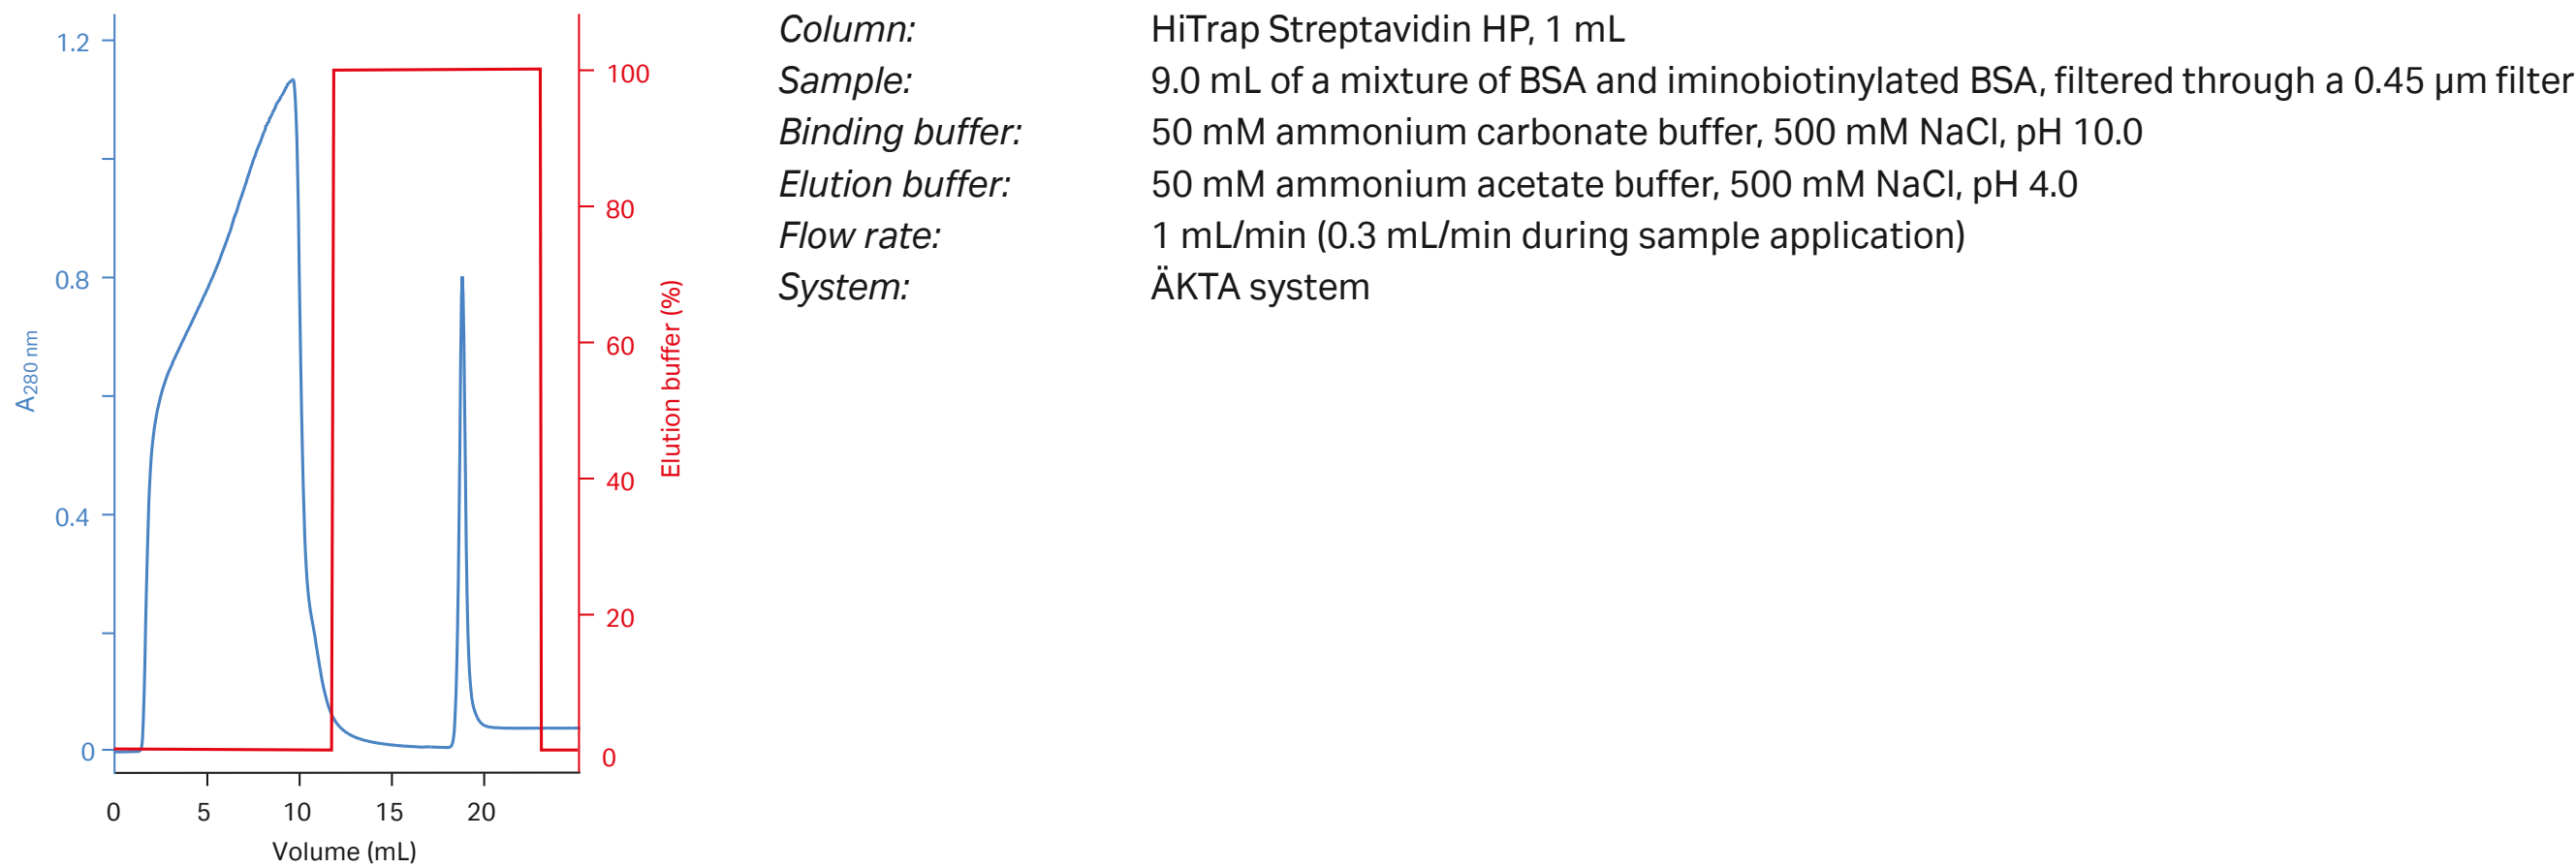 1.2
0.8
0.4
0
A280 nm
100
80
60
40
20
0
Elution buffer (%)
0 5 10 15 20
Volume (mL)
Column: HiTrap Streptavidin HP, 1 mL
Sample: 9.0 mL of a mixture of BSA and iminobiotinylated BSA, filtered through a 0.45 µm filter
Binding buffer: 50 mM ammonium carbonate buffer, 500 mM NaCl, pH 10.0
Elution buffer: 50 mM ammonium acetate buffer, 500 mM NaCl, pH 4.0
Flow rate: 1 mL/min (0.3 mL/min during sample application)
System: ÄKTA system